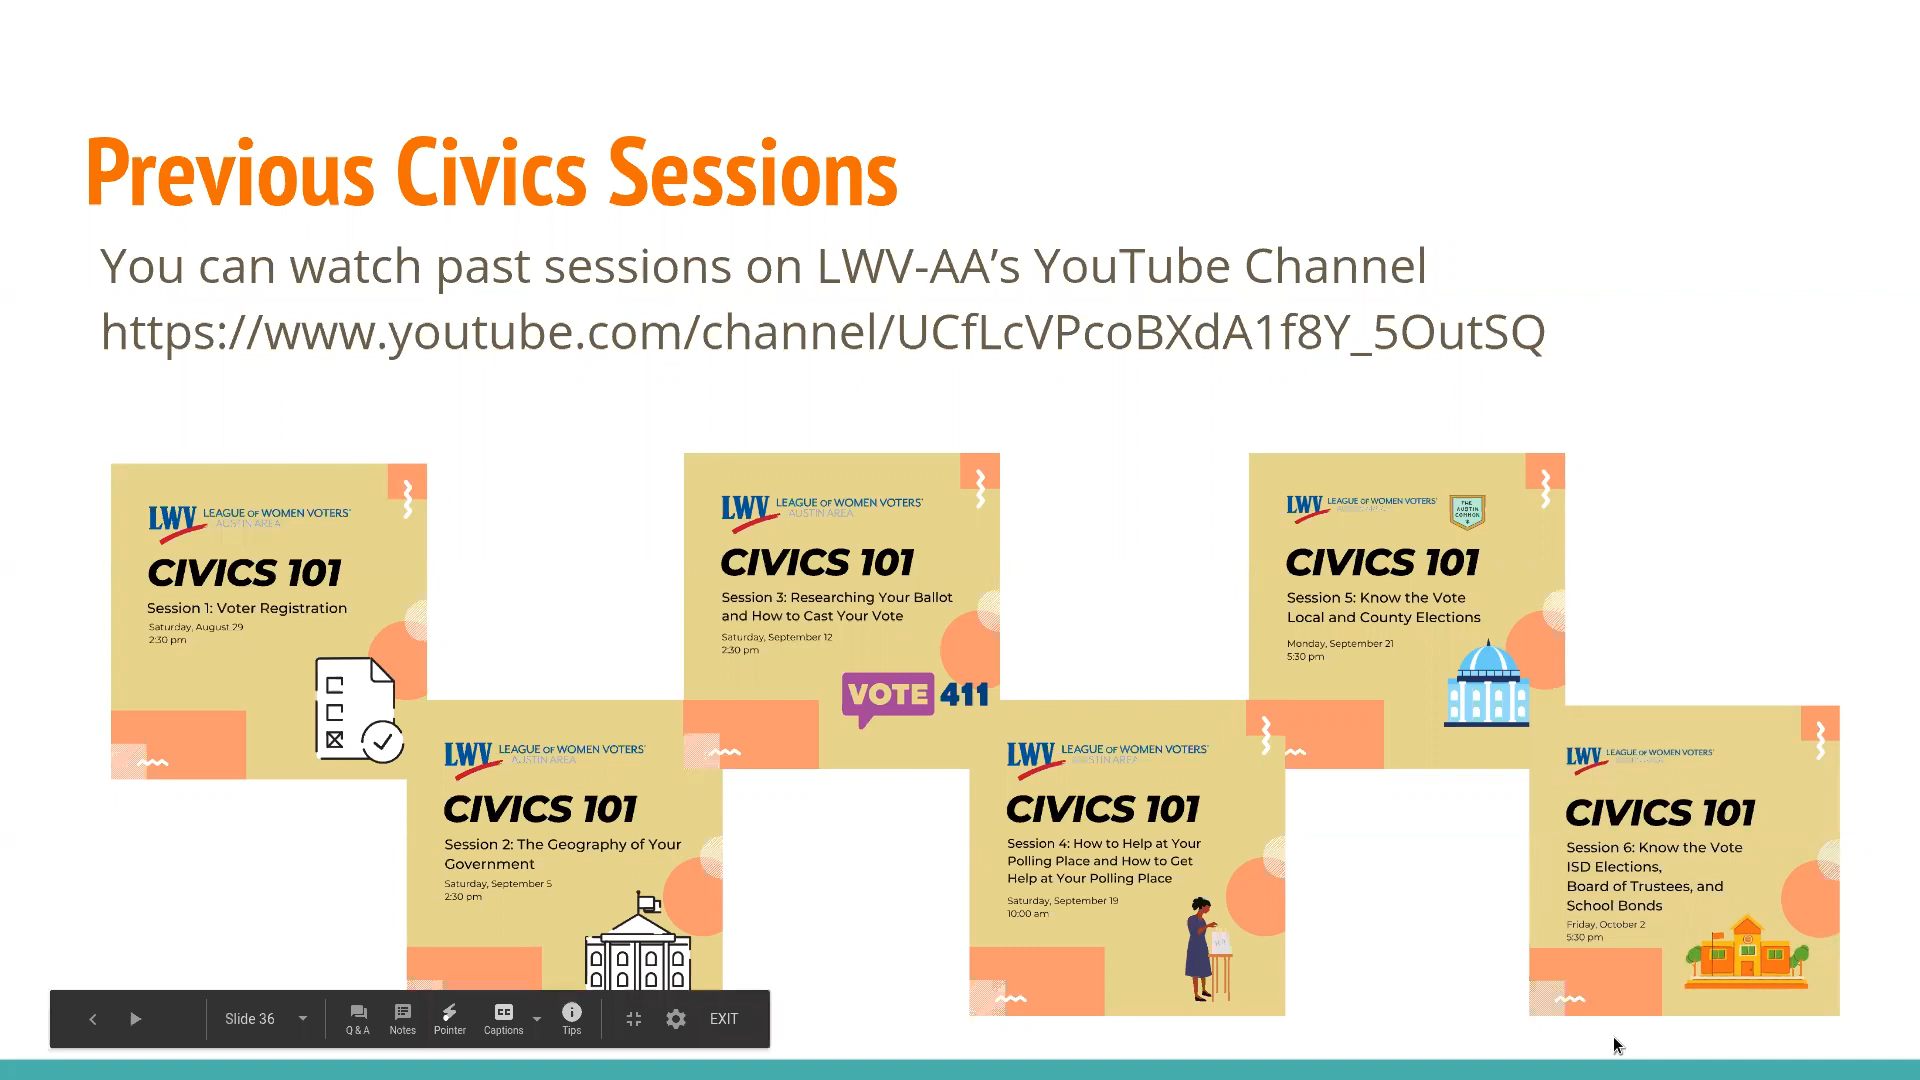 Previous Civics Sessions
You can watch past sessions on LWV-AA’s YouTube Channel
https://www.youtube.com/channel/UCfLcVPcoBXdA1f8Y_5OutSQ
LWV LEAGUE OF WOMEN VOTERS®
AUSTIN AREA
CIVICS 101
Session 1: Voter Registration
Saturday, August 29
2:30 pm
LWV LEAGUE OF WOMEN VOTERS®
AUSTIN AREA
CIVICS 101
Session 2: The Geography of Your
Government
Saturday, September 5
2:30 pm
LWV LEAGUE OF WOMEN VOTERS®
AUSTIN AREA
CIVICS 101
Session 3: Researching Your Ballot
and How to Cast Your Vote
Saturday, September 12
2:30 pm
VOTE 411
LWV LEAGUE OF WOMEN VOTERS®
AUSTIN AREA
CIVICS 101
Session 4: How to Help at Your
Polling Place and How to Get
Help at Your Polling Place
Saturday, September 19
10:00 am
LWV LEAGUE OF WOMEN VOTERS®
THE
AUSTIN
COMMON
CIVICS 101
Session 5: Know the Vote
Local and County Elections
Monday, September 21
5:30 pm
LWV LEAGUE OF WOMEN VOTERS®
CIVICS 101
Session 6: Know the Vote
ISD Elections,
Board of Trustees, and
School Bonds
Friday, October 2
5:30 pm
Slide 36
Q & A
Notes
Pointer
CC
Captions
Tips
EXIT